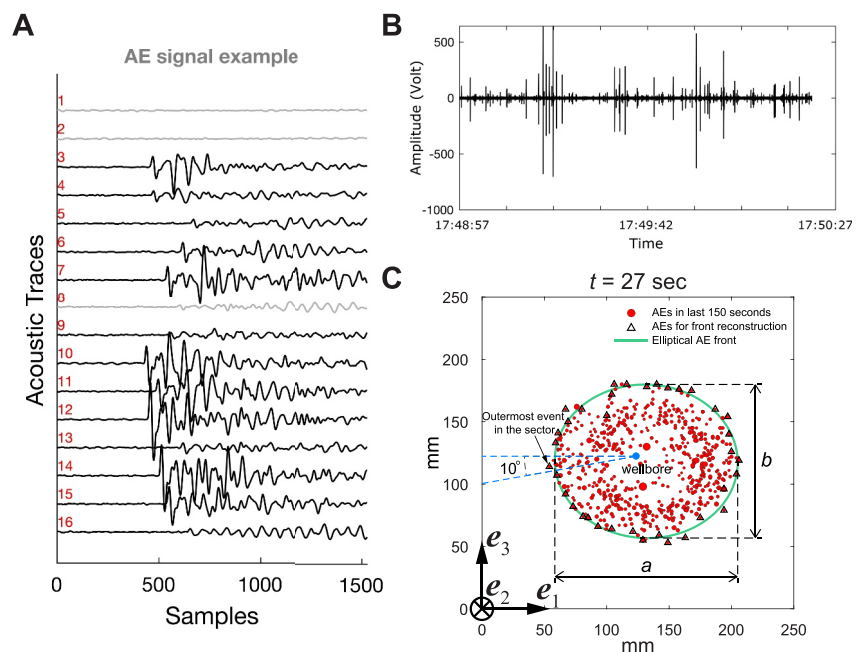 A
AE signal example
Acoustic Traces
1
2
3
4
5
6
7
8
9
10
11
12
13
14
15
16
0 500 1000 1500
Samples
B
Amplitude (Volt)
500
0
-500
-1000
17:48:57 17:49:42 17:50:27
Time
C
t = 27 sec
mm
250
200
150
100
50
0
AEs in last 150 seconds
AEs for front reconstruction
Elliptical AE front
Outermost event
in the sector
10°
wellbore
b
a
e3
e2
e1
0 50 100 150 200 250
mm